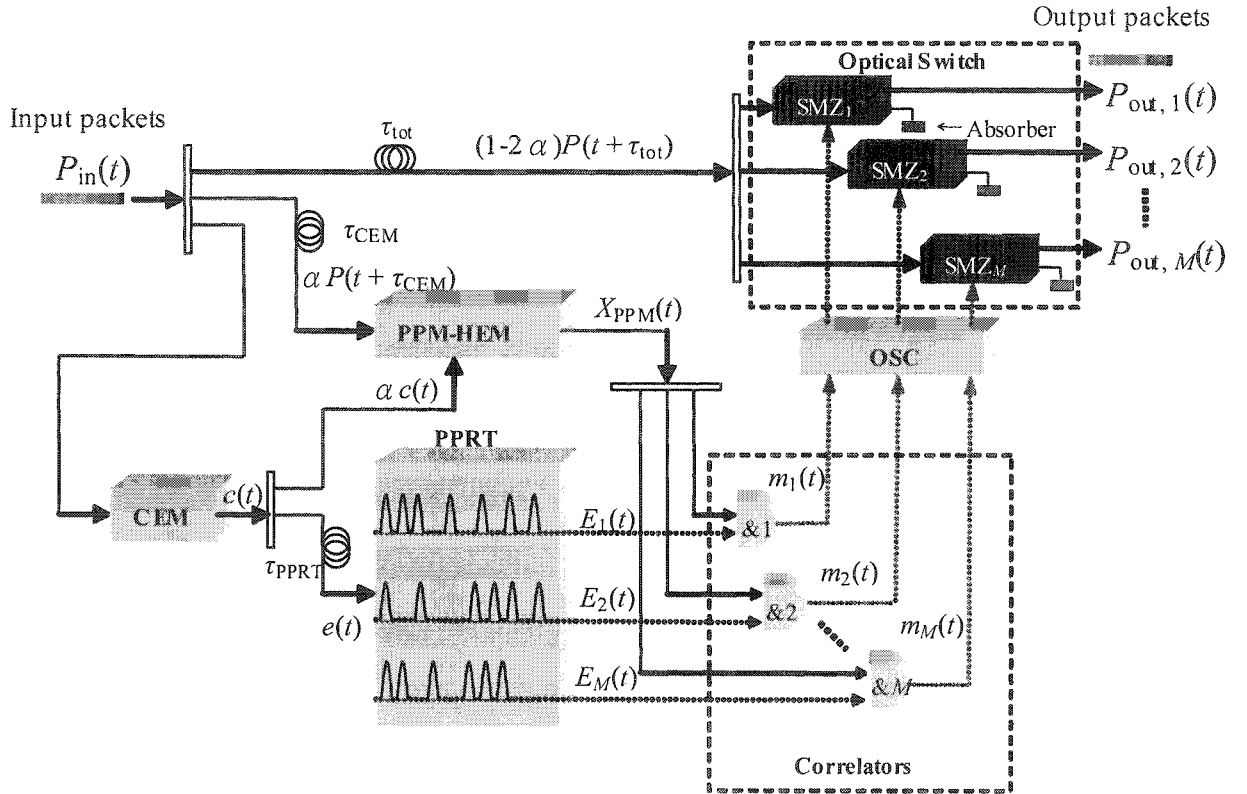 Output packets
Optical Switch
SMZ1
Pout, 1(t)
Input packets
τtot
← Absorber
Pin(t)
(1-2 α)P(t + τtot)
SMZ2
Pout, 2(t)
τCEM
α P(t + τCEM)
SMZM
Pout, M(t)
PPM-HEM
XPPM(t)
OSC
α c(t)
PPRT
m1(t)
c(t)
CEM
E1(t)
&1
τPPRT
m2(t)
e(t)
E2(t)
&2
mM(t)
EM(t)
&M
Correlators